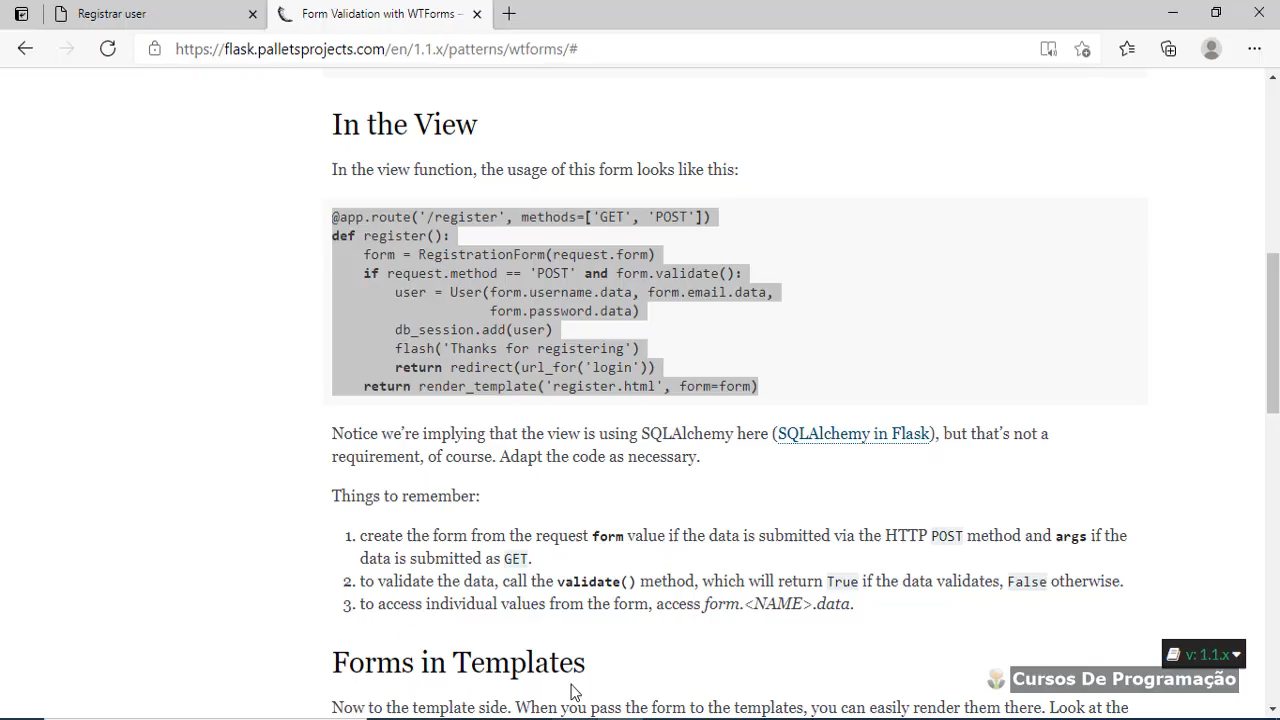 Registrar user
Form Validation with WTForms –
https://flask.palletsprojects.com/en/1.1.x/patterns/wtforms/#
In the View
In the view function, the usage of this form looks like this:
@app.route('/register', methods=['GET', 'POST'])
def register():
    form = RegistrationForm(request.form)
    if request.method == 'POST' and form.validate():
        user = User(form.username.data, form.email.data,
                    form.password.data)
        db_session.add(user)
        flash('Thanks for registering')
        return redirect(url_for('login'))
    return render_template('register.html', form=form)
Notice we're implying that the view is using SQLAlchemy here (SQLAlchemy in Flask), but that's not a
requirement, of course. Adapt the code as necessary.
Things to remember:
1. create the form from the request form value if the data is submitted via the HTTP POST method and args if the
data is submitted as GET.
2. to validate the data, call the validate() method, which will return True if the data validates, False otherwise.
3. to access individual values from the form, access form.<NAME>.data.
Forms in Templates
v: 1.1.x
Cursos De Programação
Now to the template side. When you pass the form to the templates, you can easily render them there. Look at the